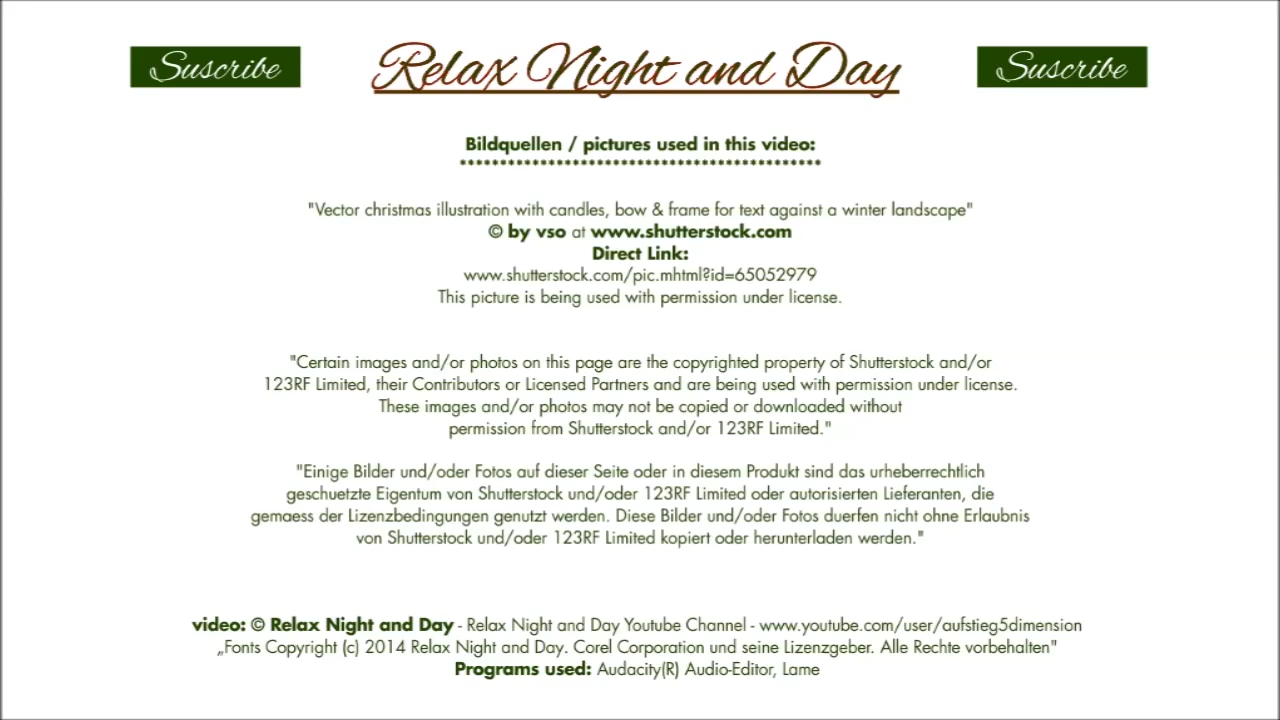 Suscribe Relax Night and Day Suscribe
Bildquellen / pictures used in this video:
******************************************
"Vector christmas illustration with candles, bow & frame for text against a winter landscape"
© by vso at www.shutterstock.com
Direct Link:
www.shutterstock.com/pic.mhtml?id=65052979
This picture is being used with permission under license.
"Certain images and/or photos on this page are the copyrighted property of Shutterstock and/or
123RF Limited, their Contributors or Licensed Partners and are being used with permission under license.
These images and/or photos may not be copied or downloaded without
permission from Shutterstock and/or 123RF Limited."
"Einige Bilder und/oder Fotos auf dieser Seite oder in diesem Produkt sind das urheberrechtlich
geschuetzte Eigentum von Shutterstock und/oder 123RF Limited oder autorisierten Lieferanten, die
gemaess der Lizenzbedingungen genutzt werden. Diese Bilder und/oder Fotos duerfen nicht ohne Erlaubnis
von Shutterstock und/oder 123RF Limited kopiert oder herunterladen werden."
video: © Relax Night and Day - Relax Night and Day Youtube Channel - www.youtube.com/user/aufstieg5dimension
„Fonts Copyright (c) 2014 Relax Night and Day. Corel Corporation und seine Lizenzgeber. Alle Rechte vorbehalten"
Programs used: Audacity(R) Audio-Editor, Lame